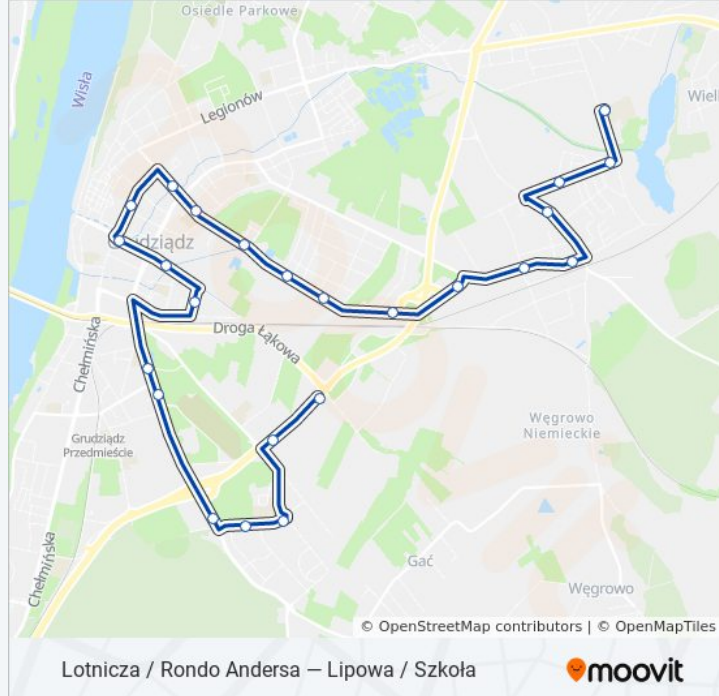 Osiedle Parkowe
Wisła
Legionów
Wiel
Grudziądz
Droga Łąkowa
Chełmińska
Grudziądz
Przedmieście
Węgrowo
Niemieckie
Gać
Chełmińska
Węgrowo
© OpenStreetMap contributors | © OpenMapTiles
Lotnicza / Rondo Andersa — Lipowa / Szkoła
moovit